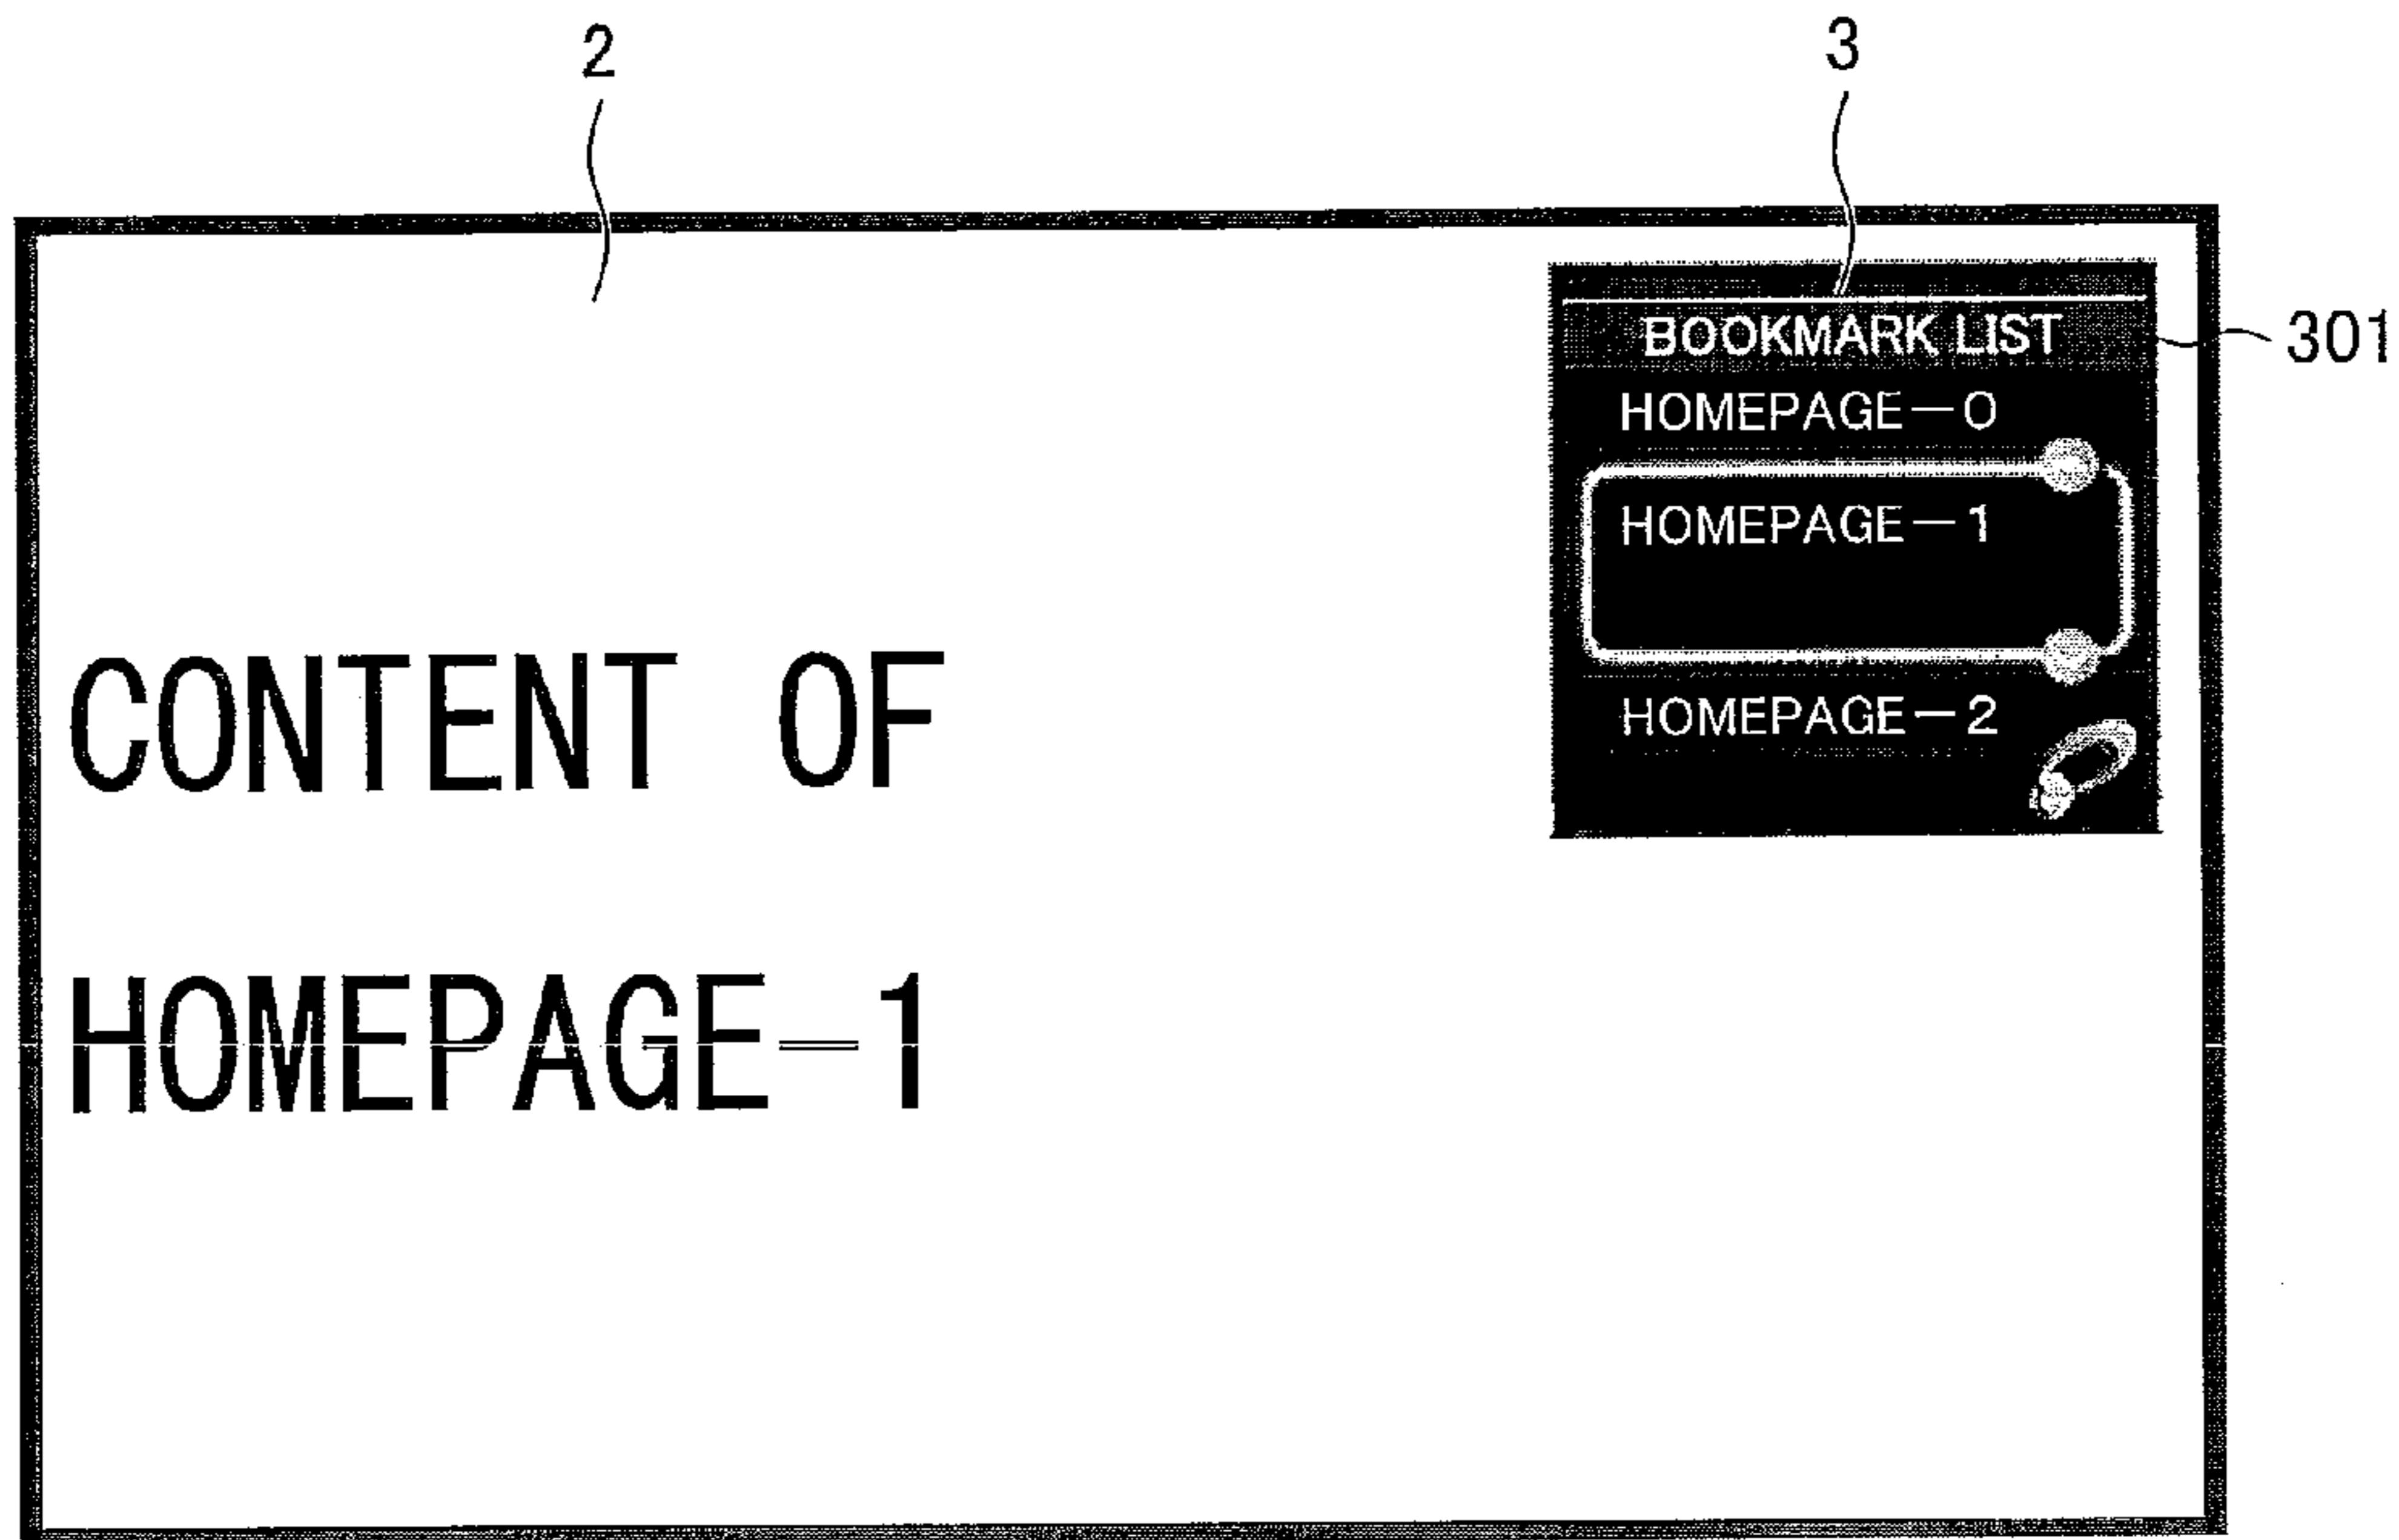 2
3
BOOKMARK LIST
301
HOMEPAGE－0
HOMEPAGE－1
HOMEPAGE－2
CONTENT OF
HOMEPAGE－1